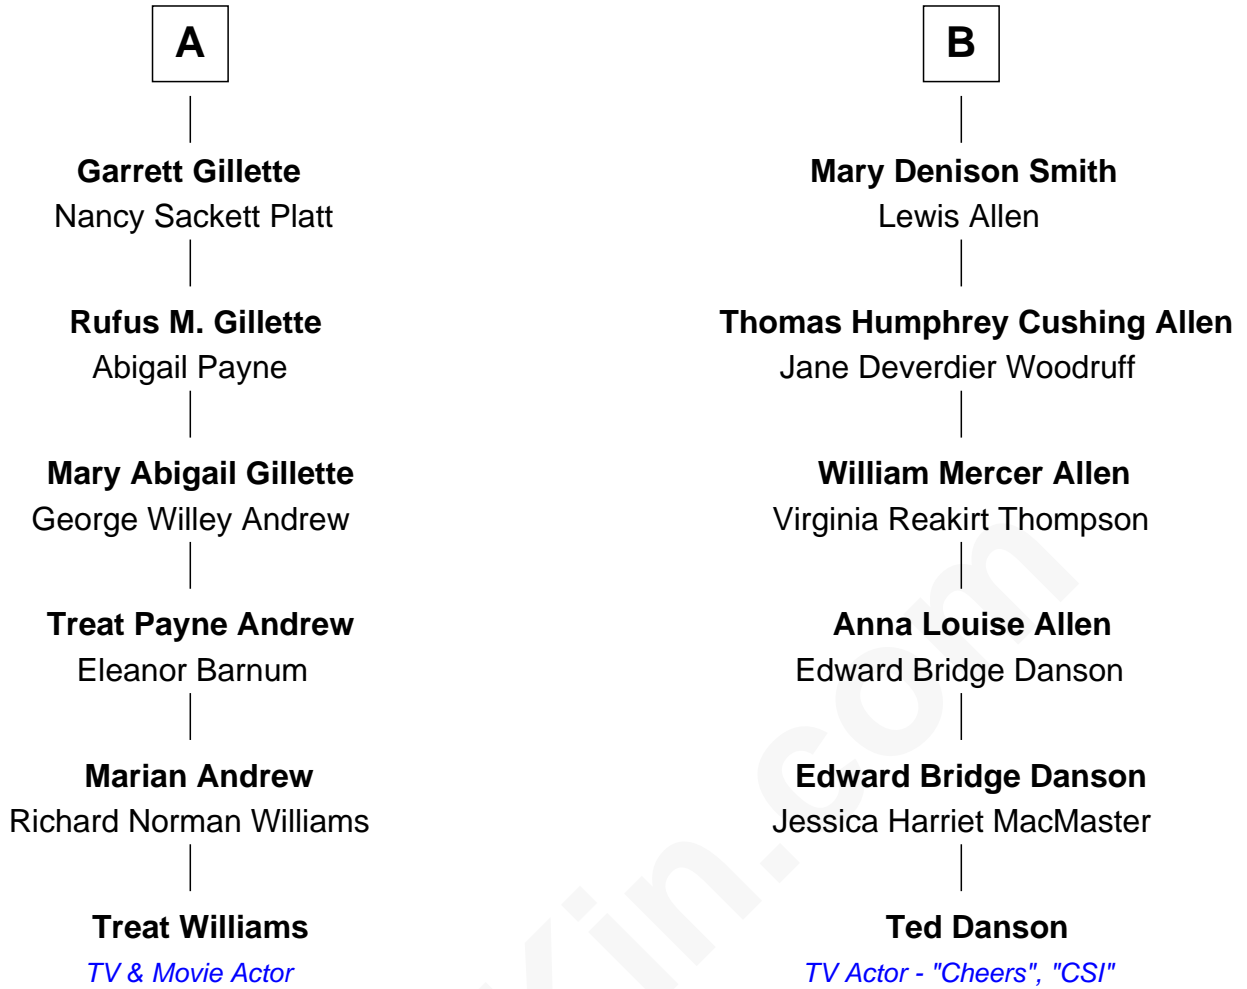 A
Garrett Gillette
Nancy Sackett Platt
Rufus M. Gillette
Abigail Payne
Mary Abigail Gillette
George Willey Andrew
Treat Payne Andrew
Eleanor Barnum
Marian Andrew
Richard Norman Williams
Treat Williams
TV & Movie Actor
B
Mary Denison Smith
Lewis Allen
Thomas Humphrey Cushing Allen
Jane Deverdier Woodruff
William Mercer Allen
Virginia Reakirt Thompson
Anna Louise Allen
Edward Bridge Danson
Edward Bridge Danson
Jessica Harriet MacMaster
Ted Danson
TV Actor - "Cheers", "CSI"
Kin.com